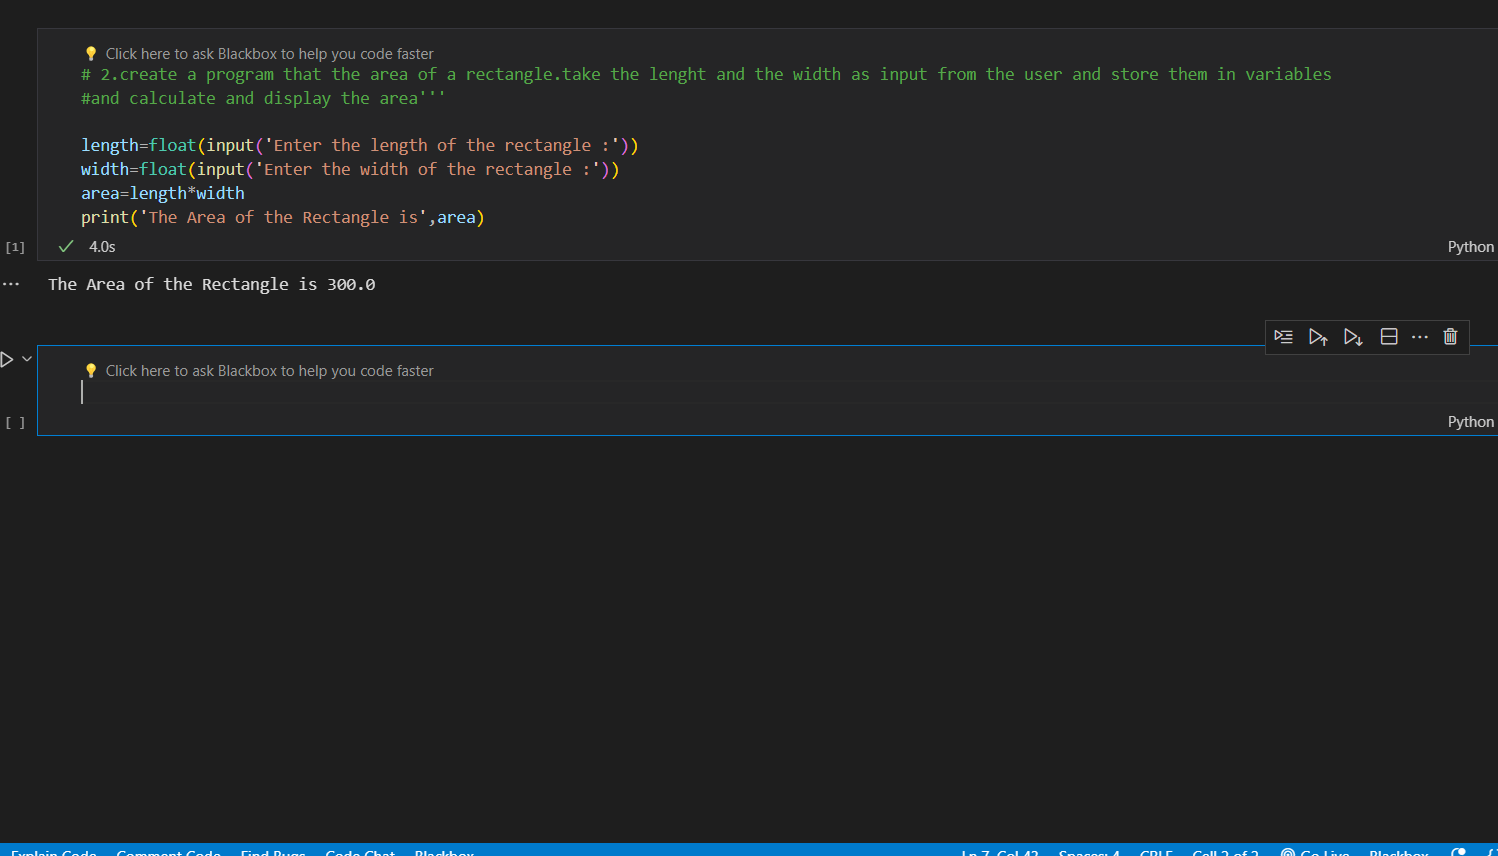 Click here to ask Blackbox to help you code faster
# 2.create a program that the area of a rectangle.take the lenght and the width as input from the user and store them in variables
#and calculate and display the area'''
length=float(input('Enter the length of the rectangle :'))
width=float(input('Enter the width of the rectangle :'))
area=length*width
print('The Area of the Rectangle is',area)
[1] 4.0s Python
The Area of the Rectangle is 300.0
Click here to ask Blackbox to help you code faster
[ ] Python
Explain Code Comment Code Find Bugs Code Chat Blackbox Ln 7, Col 42 Spaces: 4 CRLF Cell 2 of 2 Go Live Blackbox